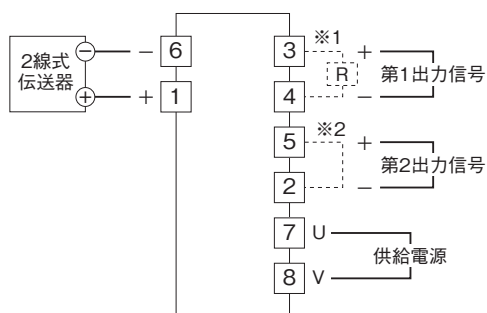 2線式
伝送器
−
+
− 6
+ 1
3 ※1 +
R
4 −
第1出力信号
5 ※2 +
2 −
第2出力信号
7 U
8 V
供給電源